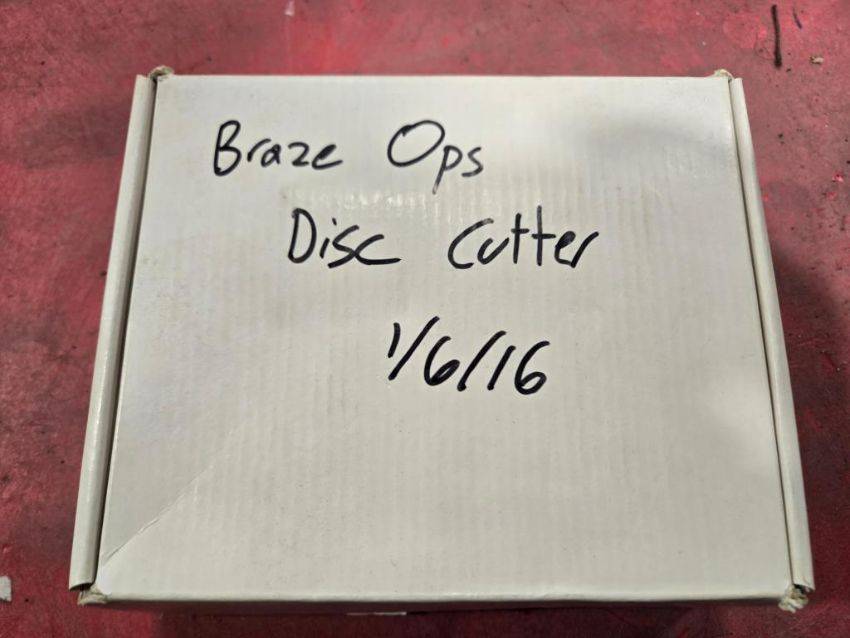 Braze Ops
Disc Cutter
1/6/16